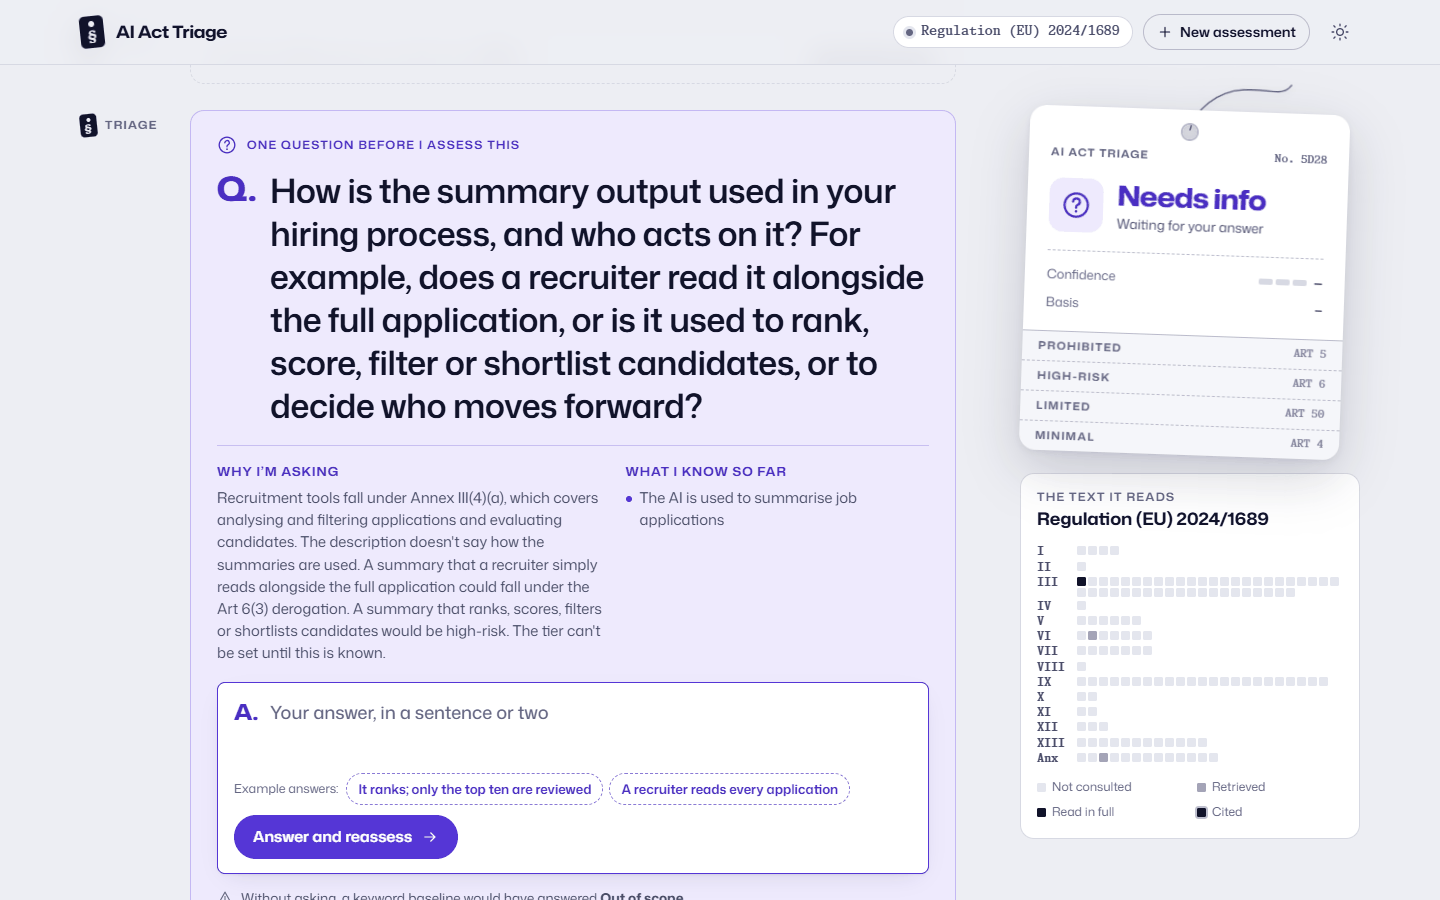 AI Act Triage
Regulation (EU) 2024/1689
New assessment
§
TRIAGE
ONE QUESTION BEFORE I ASSESS THIS
Q. How is the summary output used in your
hiring process, and who acts on it? For
example, does a recruiter read it alongside
the full application, or is it used to rank,
score, filter or shortlist candidates, or to
decide who moves forward?
WHY I'M ASKING
Recruitment tools fall under Annex III(4)(a), which covers
analysing and filtering applications and evaluating
candidates. The description doesn't say how the
summaries are used. A summary that a recruiter simply
reads alongside the full application could fall under the
Art 6(3) derogation. A summary that ranks, scores, filters
or shortlists candidates would be high-risk. The tier can't
be set until this is known.
WHAT I KNOW SO FAR
The AI is used to summarise job
applications
A. Your answer, in a sentence or two
Example answers: It ranks; only the top ten are reviewed A recruiter reads every application
Answer and reassess →
Without asking, a keyword baseline would have answered Out of scope
AI ACT TRIAGE No. 5D28
Needs info
Waiting for your answer
Confidence –
Basis –
PROHIBITED ART 5
HIGH-RISK ART 6
LIMITED ART 50
MINIMAL ART 4
THE TEXT IT READS
Regulation (EU) 2024/1689
I
II
III
IV
V
VI
VII
VIII
IX
X
XI
XII
XIII
Anx
Not consulted Retrieved
Read in full Cited